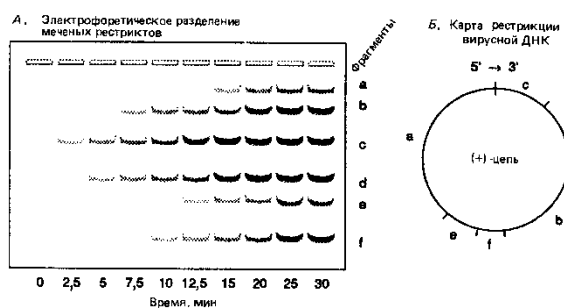 А. Электрофоретическое разделение
меченых рестриктов
Фрагменты
a
b
c
d
e
f
0 2,5 5 7,5 10 12,5 15 20 25 30
Время, мин
Б. Карта рестрикции
вирусной ДНК
5' → 3'
c
a
(+)-цепь
b
e
f